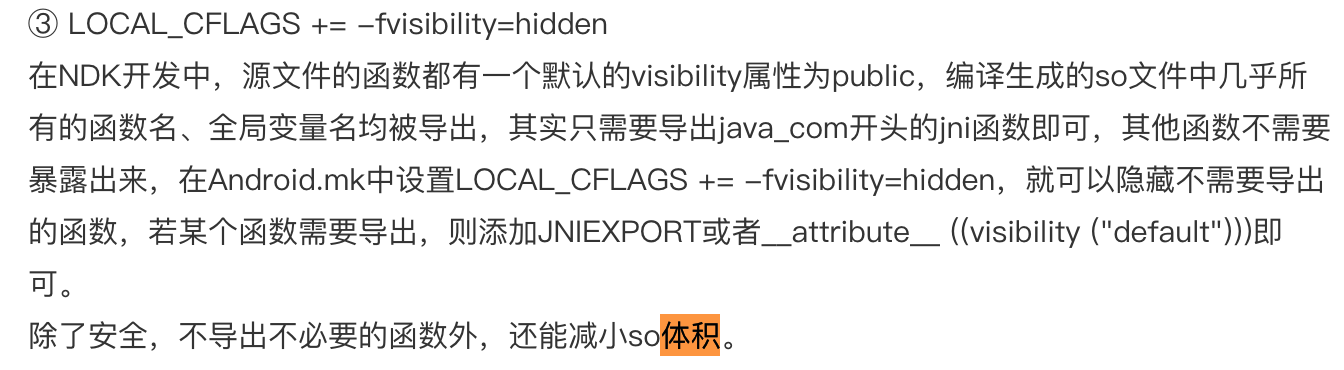 ③ LOCAL_CFLAGS += -fvisibility=hidden
在NDK开发中，源文件的函数都有一个默认的visibility属性为public，编译生成的so文件中几乎所
有的函数名、全局变量名均被导出，其实只需要导出java_com开头的jni函数即可，其他函数不需要
暴露出来，在Android.mk中设置LOCAL_CFLAGS += -fvisibility=hidden，就可以隐藏不需要导出
的函数，若某个函数需要导出，则添加JNIEXPORT或者__attribute__ ((visibility ("default")))即
可。
除了安全，不导出不必要的函数外，还能减小so体积。